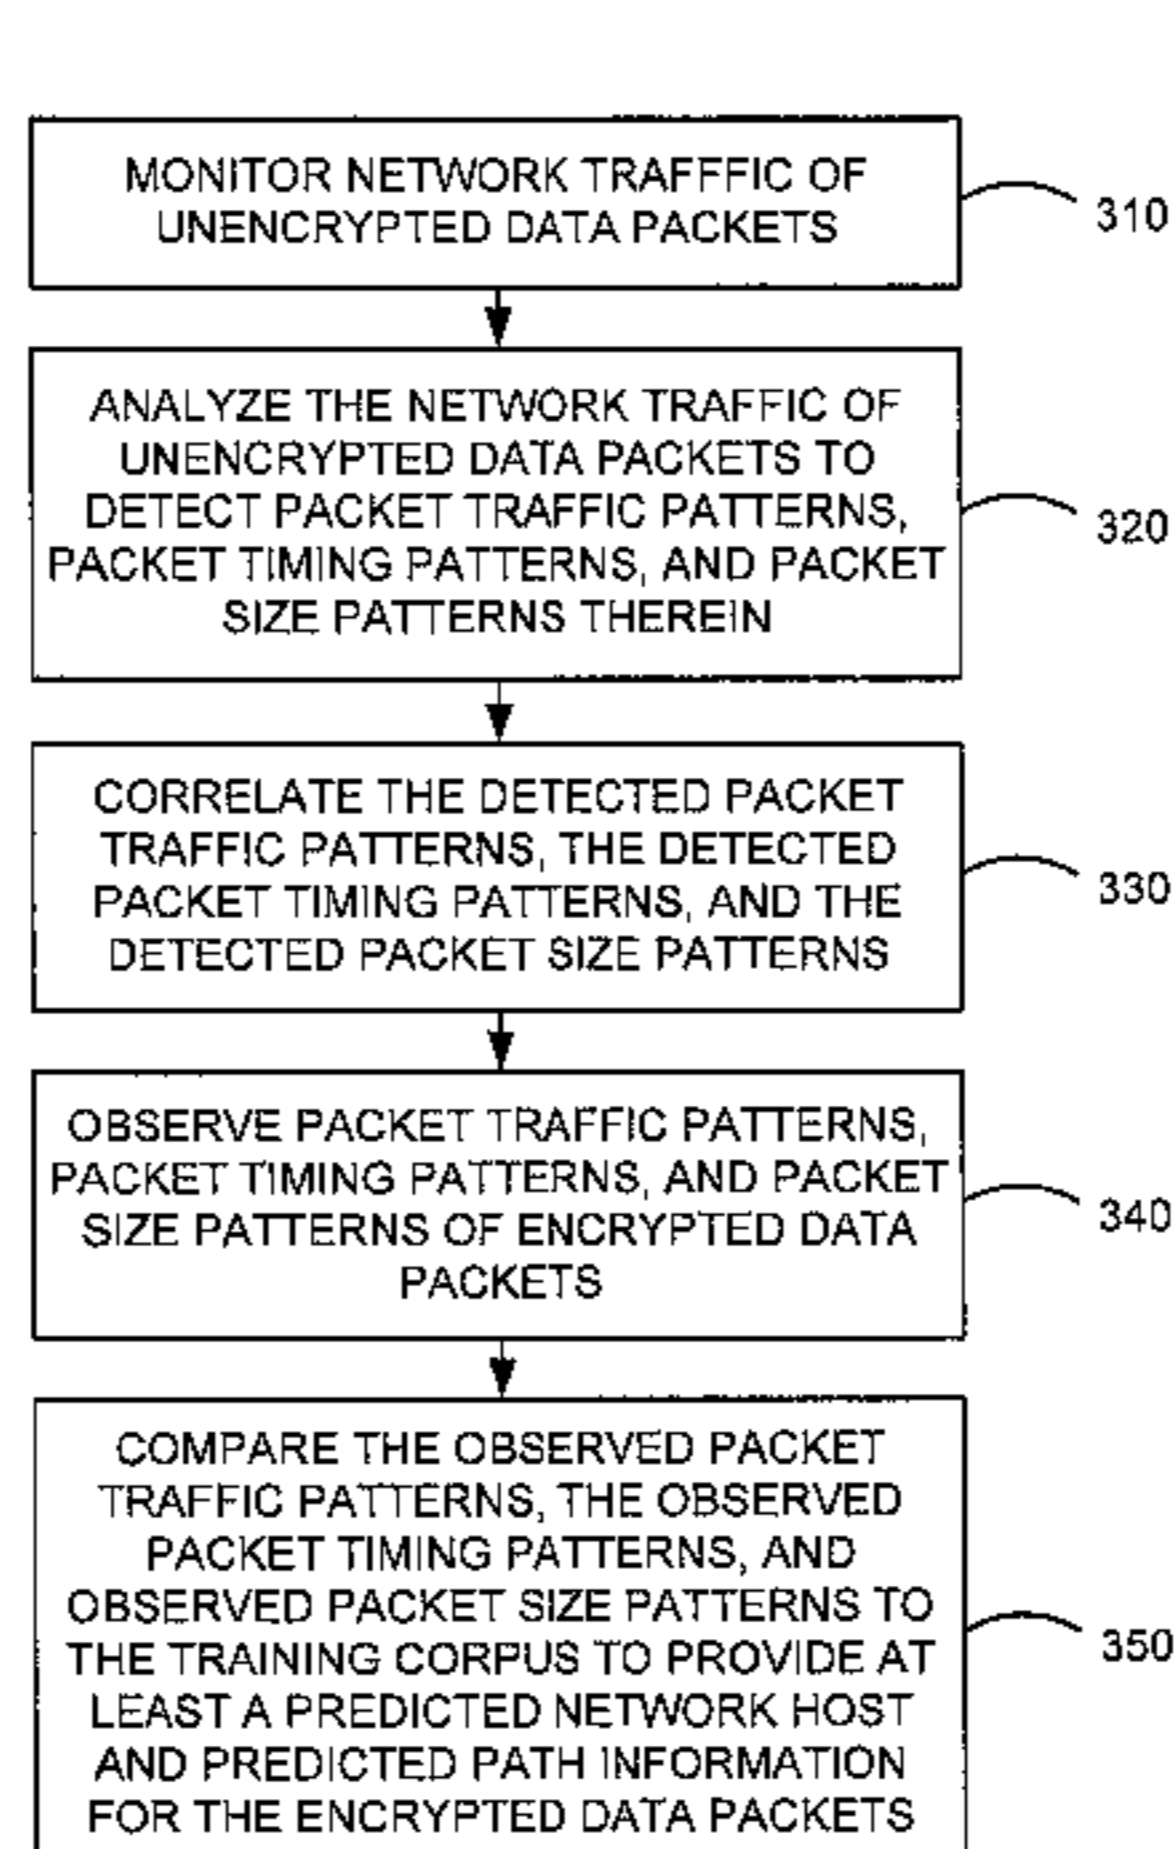 MONITOR NETWORK TRAFFFIC OF
UNENCRYPTED DATA PACKETS
310
ANALYZE THE NETWORK TRAFFIC OF
UNENCRYPTED DATA PACKETS TO
DETECT PACKET TRAFFIC PATTERNS,
PACKET TIMING PATTERNS, AND PACKET
SIZE PATTERNS THEREIN
320
CORRELATE THE DETECTED PACKET
TRAFFIC PATTERNS, THE DETECTED
PACKET TIMING PATTERNS, AND THE
DETECTED PACKET SIZE PATTERNS
330
OBSERVE PACKET TRAFFIC PATTERNS,
PACKET TIMING PATTERNS, AND PACKET
SIZE PATTERNS OF ENCRYPTED DATA
PACKETS
340
COMPARE THE OBSERVED PACKET
TRAFFIC PATTERNS, THE OBSERVED
PACKET TIMING PATTERNS, AND
OBSERVED PACKET SIZE PATTERNS TO
THE TRAINING CORPUS TO PROVIDE AT
LEAST A PREDICTED NETWORK HOST
AND PREDICTED PATH INFORMATION
FOR THE ENCRYPTED DATA PACKETS
350